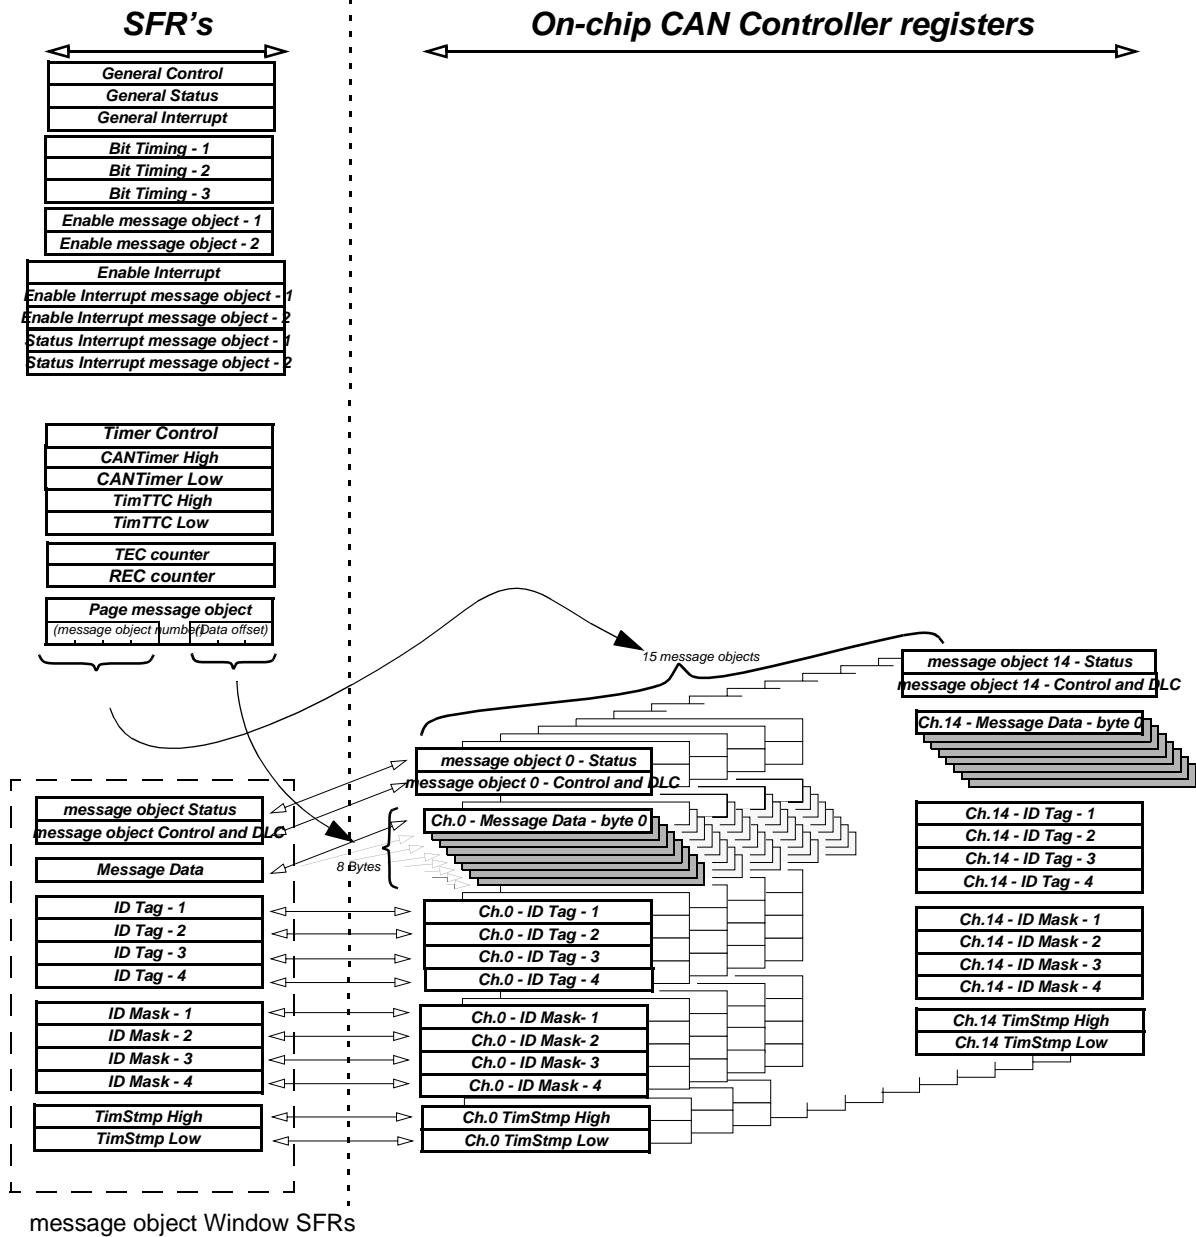 SFR's
On-chip CAN Controller registers
General Control
General Status
General Interrupt
Bit Timing - 1
Bit Timing - 2
Bit Timing - 3
Enable message object - 1
Enable message object - 2
Enable Interrupt
Enable Interrupt message object - 1
Enable Interrupt message object - 2
Status Interrupt message object - 1
Status Interrupt message object - 2
Timer Control
CANTimer High
CANTimer Low
TimTTC High
TimTTC Low
TEC counter
REC counter
Page message object
(message object number)
(Data offset)
message object Status
message object Control and DLC
Message Data
ID Tag - 1
ID Tag - 2
ID Tag - 3
ID Tag - 4
ID Mask - 1
ID Mask - 2
ID Mask - 3
ID Mask - 4
TimStmp High
TimStmp Low
message object Window SFRs
15 message objects
8 Bytes
message object 0 - Status
message object 0 - Control and DLC
Ch.0 - Message Data - byte 0
Ch.0 - ID Tag - 1
Ch.0 - ID Tag - 2
Ch.0 - ID Tag - 3
Ch.0 - ID Tag - 4
Ch.0 - ID Mask- 1
Ch.0 - ID Mask- 2
Ch.0 - ID Mask- 3
Ch.0 - ID Mask - 4
Ch.0 TimStmp High
Ch.0 TimStmp Low
message object 14 - Status
message object 14 - Control and DLC
Ch.14 - Message Data - byte 0
Ch.14 - ID Tag - 1
Ch.14 - ID Tag - 2
Ch.14 - ID Tag - 3
Ch.14 - ID Tag - 4
Ch.14 - ID Mask - 1
Ch.14 - ID Mask - 2
Ch.14 - ID Mask - 3
Ch.14 - ID Mask - 4
Ch.14 TimStmp High
Ch.14 TimStmp Low